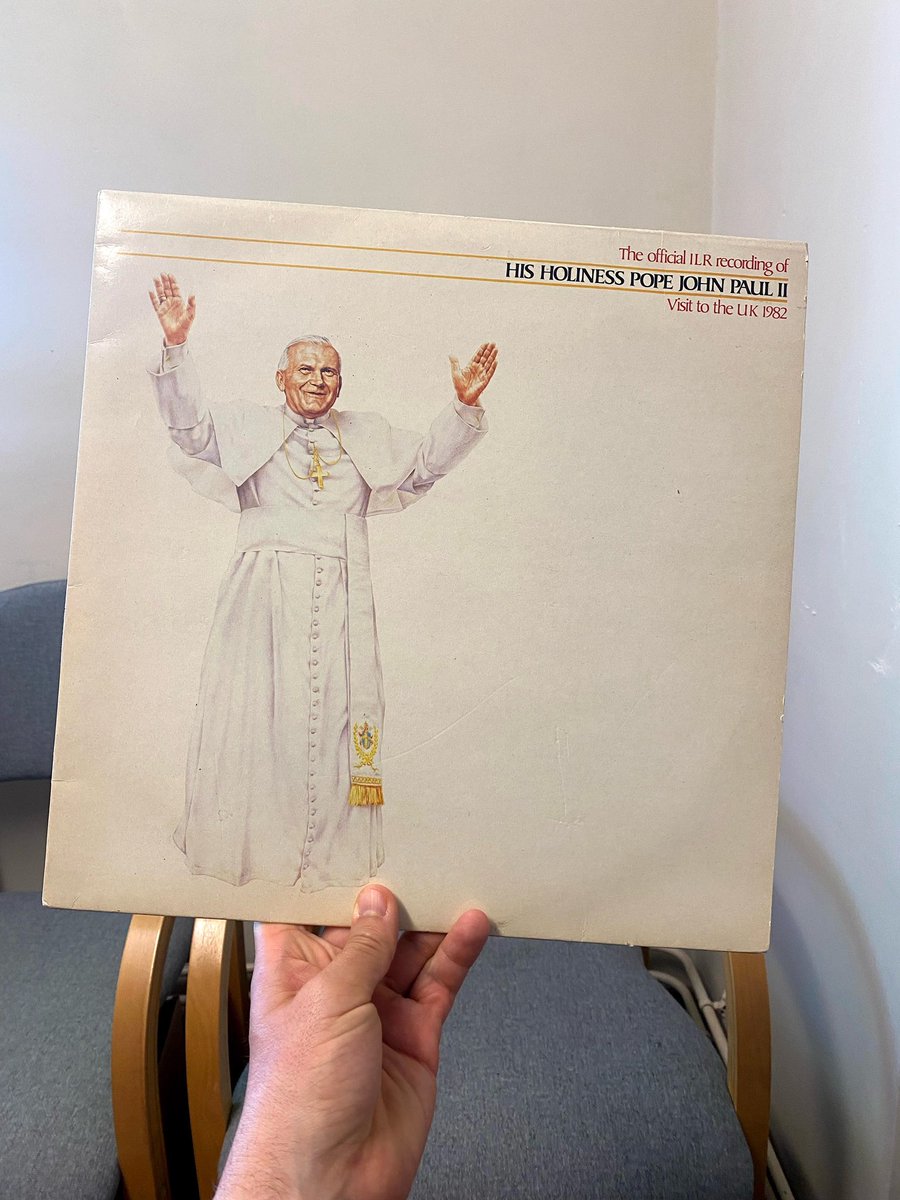 The official ILR recording of
HIS HOLINESS POPE JOHN PAUL II
Visit to the UK 1982